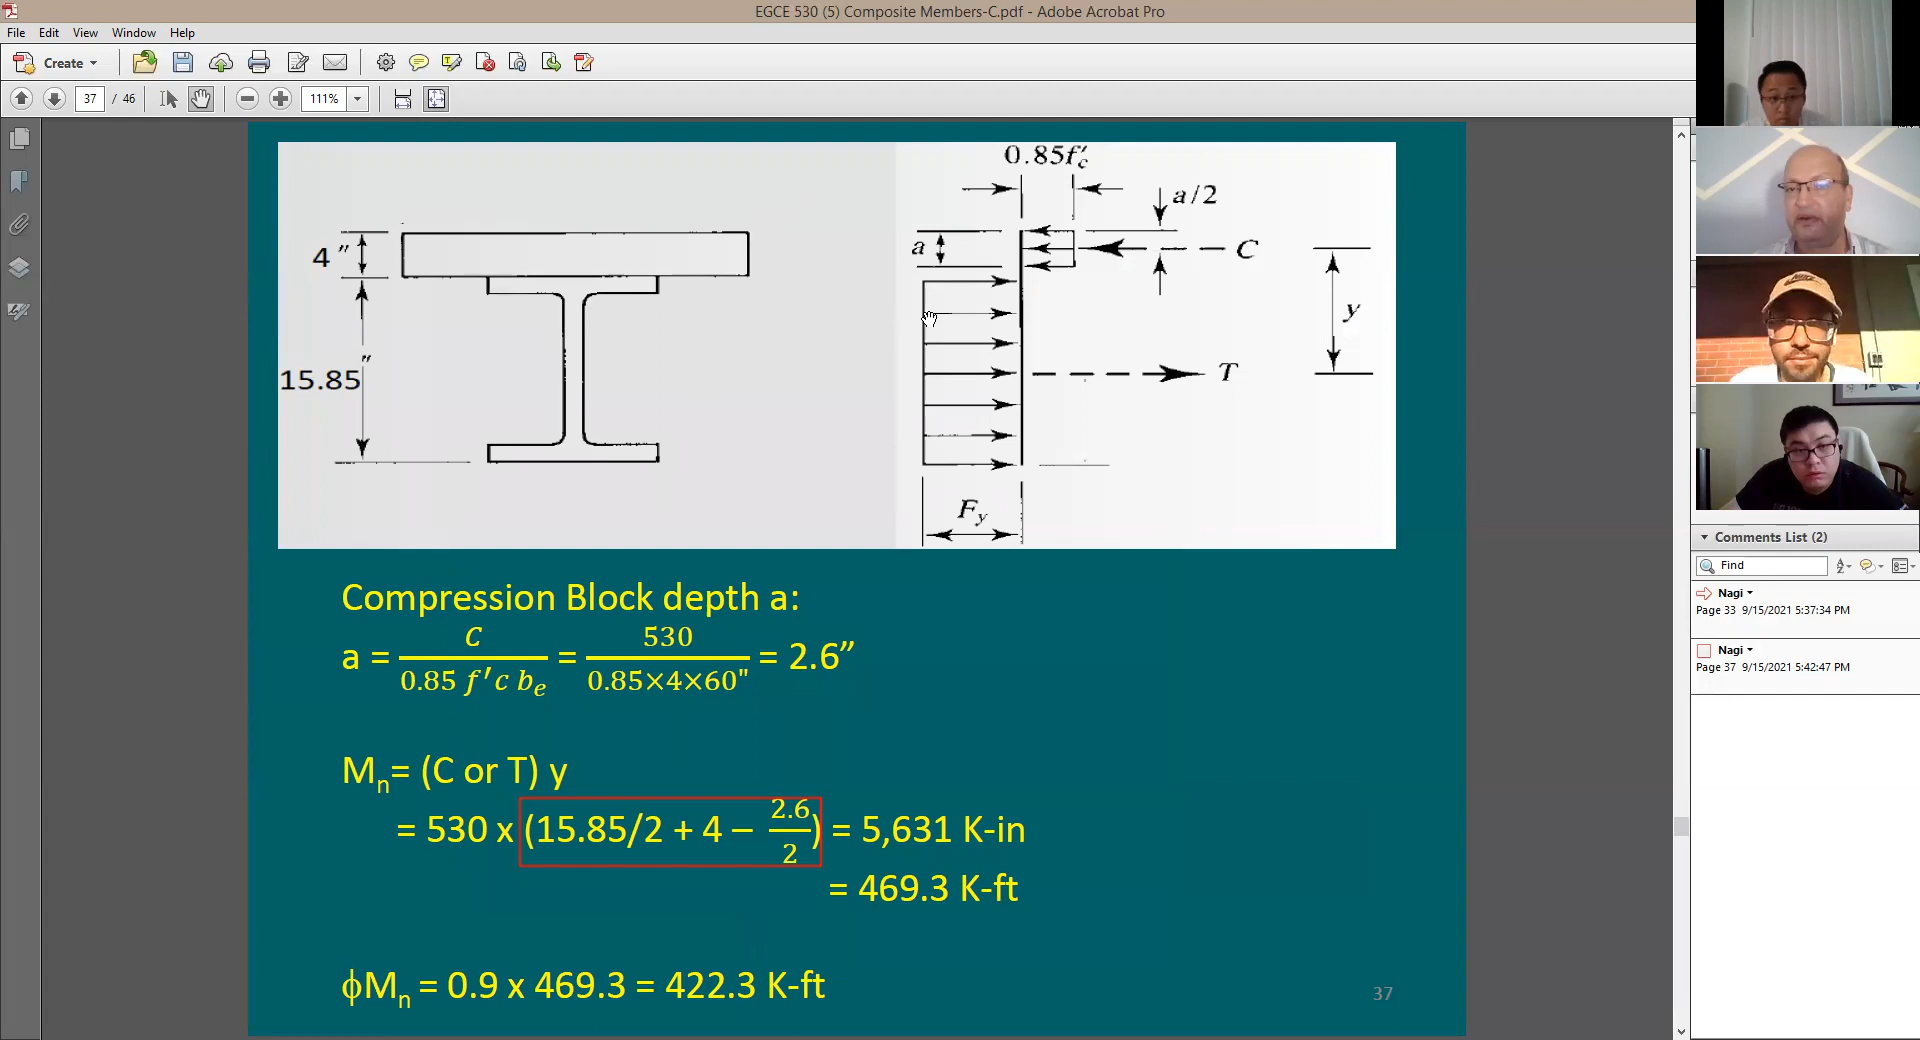 EGCE 530 (5) Composite Members-C.pdf - Adobe Acrobat Pro
File Edit View Window Help
Create
37 / 46 111%
0.85f′c
a/2
4″
a
C
15.85″
y
T
Fy
Compression Block depth a:
a = C / 0.85 f′c be = 530 / 0.85×4×60" = 2.6”
Mn= (C or T) y
= 530 x (15.85/2 + 4 – 2.6/2) = 5,631 K-in
= 469.3 K-ft
ϕMn = 0.9 x 469.3 = 422.3 K-ft
37
Comments List (2)
Find
Nagi
Page 33 9/15/2021 5:37:34 PM
Nagi
Page 37 9/15/2021 5:42:47 PM